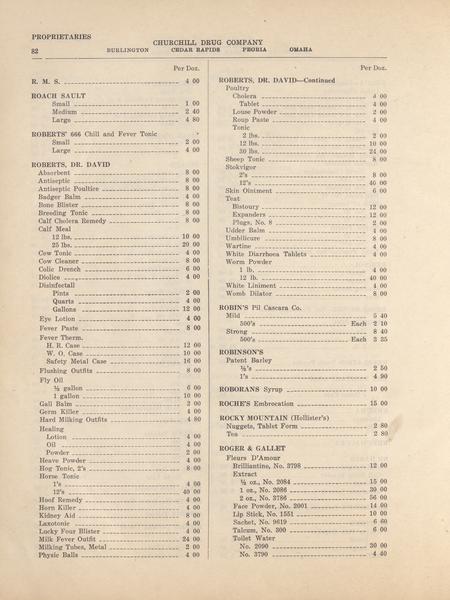 PROPRIETARIES
CHURCHILL DRUG COMPANY
82 BURLINGTON CEDAR RAPIDS PEORIA OMAHA
Per Doz.
R. M. S. 4 00
ROACH SAULT
Small 1 00
Medium 2 40
Large 4 80
ROBERTS' 666 Chill and Fever Tonic
Small 2 00
Large 4 00
ROBERTS, DR. DAVID
Absorbent 8 00
Antiseptic 8 00
Antiseptic Poultice 8 00
Badger Balm 4 00
Bone Blister 8 00
Breeding Tonic 8 00
Calf Cholera Remedy 8 00
Calf Meal
12 lbs. 10 00
25 lbs. 20 00
Cow Tonic 4 00
Cow Cleaner 8 00
Colic Drench 6 00
Diolice 4 00
Disinfectall
Pints 2 00
Quarts 4 00
Gallons 12 00
Eye Lotion 4 00
Fever Paste 8 00
Fever Therm.
H. R. Case 12 00
W. O. Case 10 00
Safety Metal Case 16 00
Flushing Outfits 8 00
Fly Oil
½ gallon 6 00
1 gallon 10 00
Gall Balm 2 00
Germ Killer 4 00
Hard Milking Outfits 4 80
Healing
Lotion 4 00
Oil 4 00
Powder 2 00
Heave Powder 4 00
Hog Tonic, 2's 8 00
Horse Tonic
1's 4 00
12's 40 00
Hoof Remedy 4 00
Horn Killer 4 00
Kidney Aid 8 00
Laxotonic 4 00
Lucky Four Blister 4 00
Milk Fever Outfit 24 00
Milking Tubes, Metal 2 00
Physic Balls 4 00
Per Doz.
ROBERTS, DR. DAVID—Continued
Poultry
Cholera 4 00
Tablet 4 00
Louse Powder 2 00
Roup Paste 4 00
Tonic
2 lbs. 2 00
12 lbs. 10 00
30 lbs. 24 00
Sheep Tonic 8 00
Stokvigor
2's 8 00
12's 40 00
Skin Ointment 6 00
Teat
Bistoury 12 00
Expanders 12 00
Plugs, No. 8 2 00
Udder Balm 4 00
Umbilicure 8 00
Wartine 4 00
White Diarrhoea Tablets 4 00
Worm Powder
1 lb. 4 00
12 lb. 40 00
White Liniment 4 00
Womb Dilator 8 00
ROBIN'S Pil Cascara Co.
Mild 5 40
500's Each 2 10
Strong 8 40
500's Each 3 35
ROBINSON'S
Patent Barley
½'s 2 50
1's 4 90
ROBORANS Syrup 10 00
ROCHE'S Embrocation 15 00
ROCKY MOUNTAIN (Hollister's)
Nuggets, Tablet Form 2 80
Tea 2 80
ROGER & GALLET
Fleurs D'Amour
Brilliantine, No. 3798 12 00
Extract
½ oz., No. 2084 15 00
1 oz., No. 2086 30 00
2 oz., No. 3786 56 00
Face Powder, No. 2001 14 00
Lip Stick, No. 1551 10 00
Sachet, No. 9619 6 60
Talcum, No. 300 6 00
Toilet Water
No. 2090 30 00
No. 3790 4 40